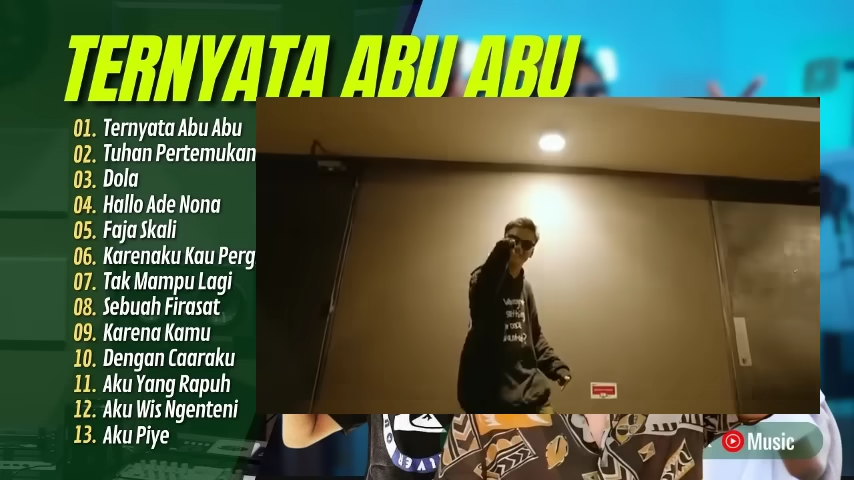 TERNYATA ABU ABU
01. Ternyata Abu Abu
02. Tuhan Pertemukan
03. Dola
04. Hallo Ade Nona
05. Faja Skali
06. Karenaku Kau Perg
07. Tak Mampu Lagi
08. Sebuah Firasat
09. Karena Kamu
10. Dengan Caaraku
11. Aku Yang Rapuh
12. Aku Wis Ngenteni
13. Aku Piye
Music